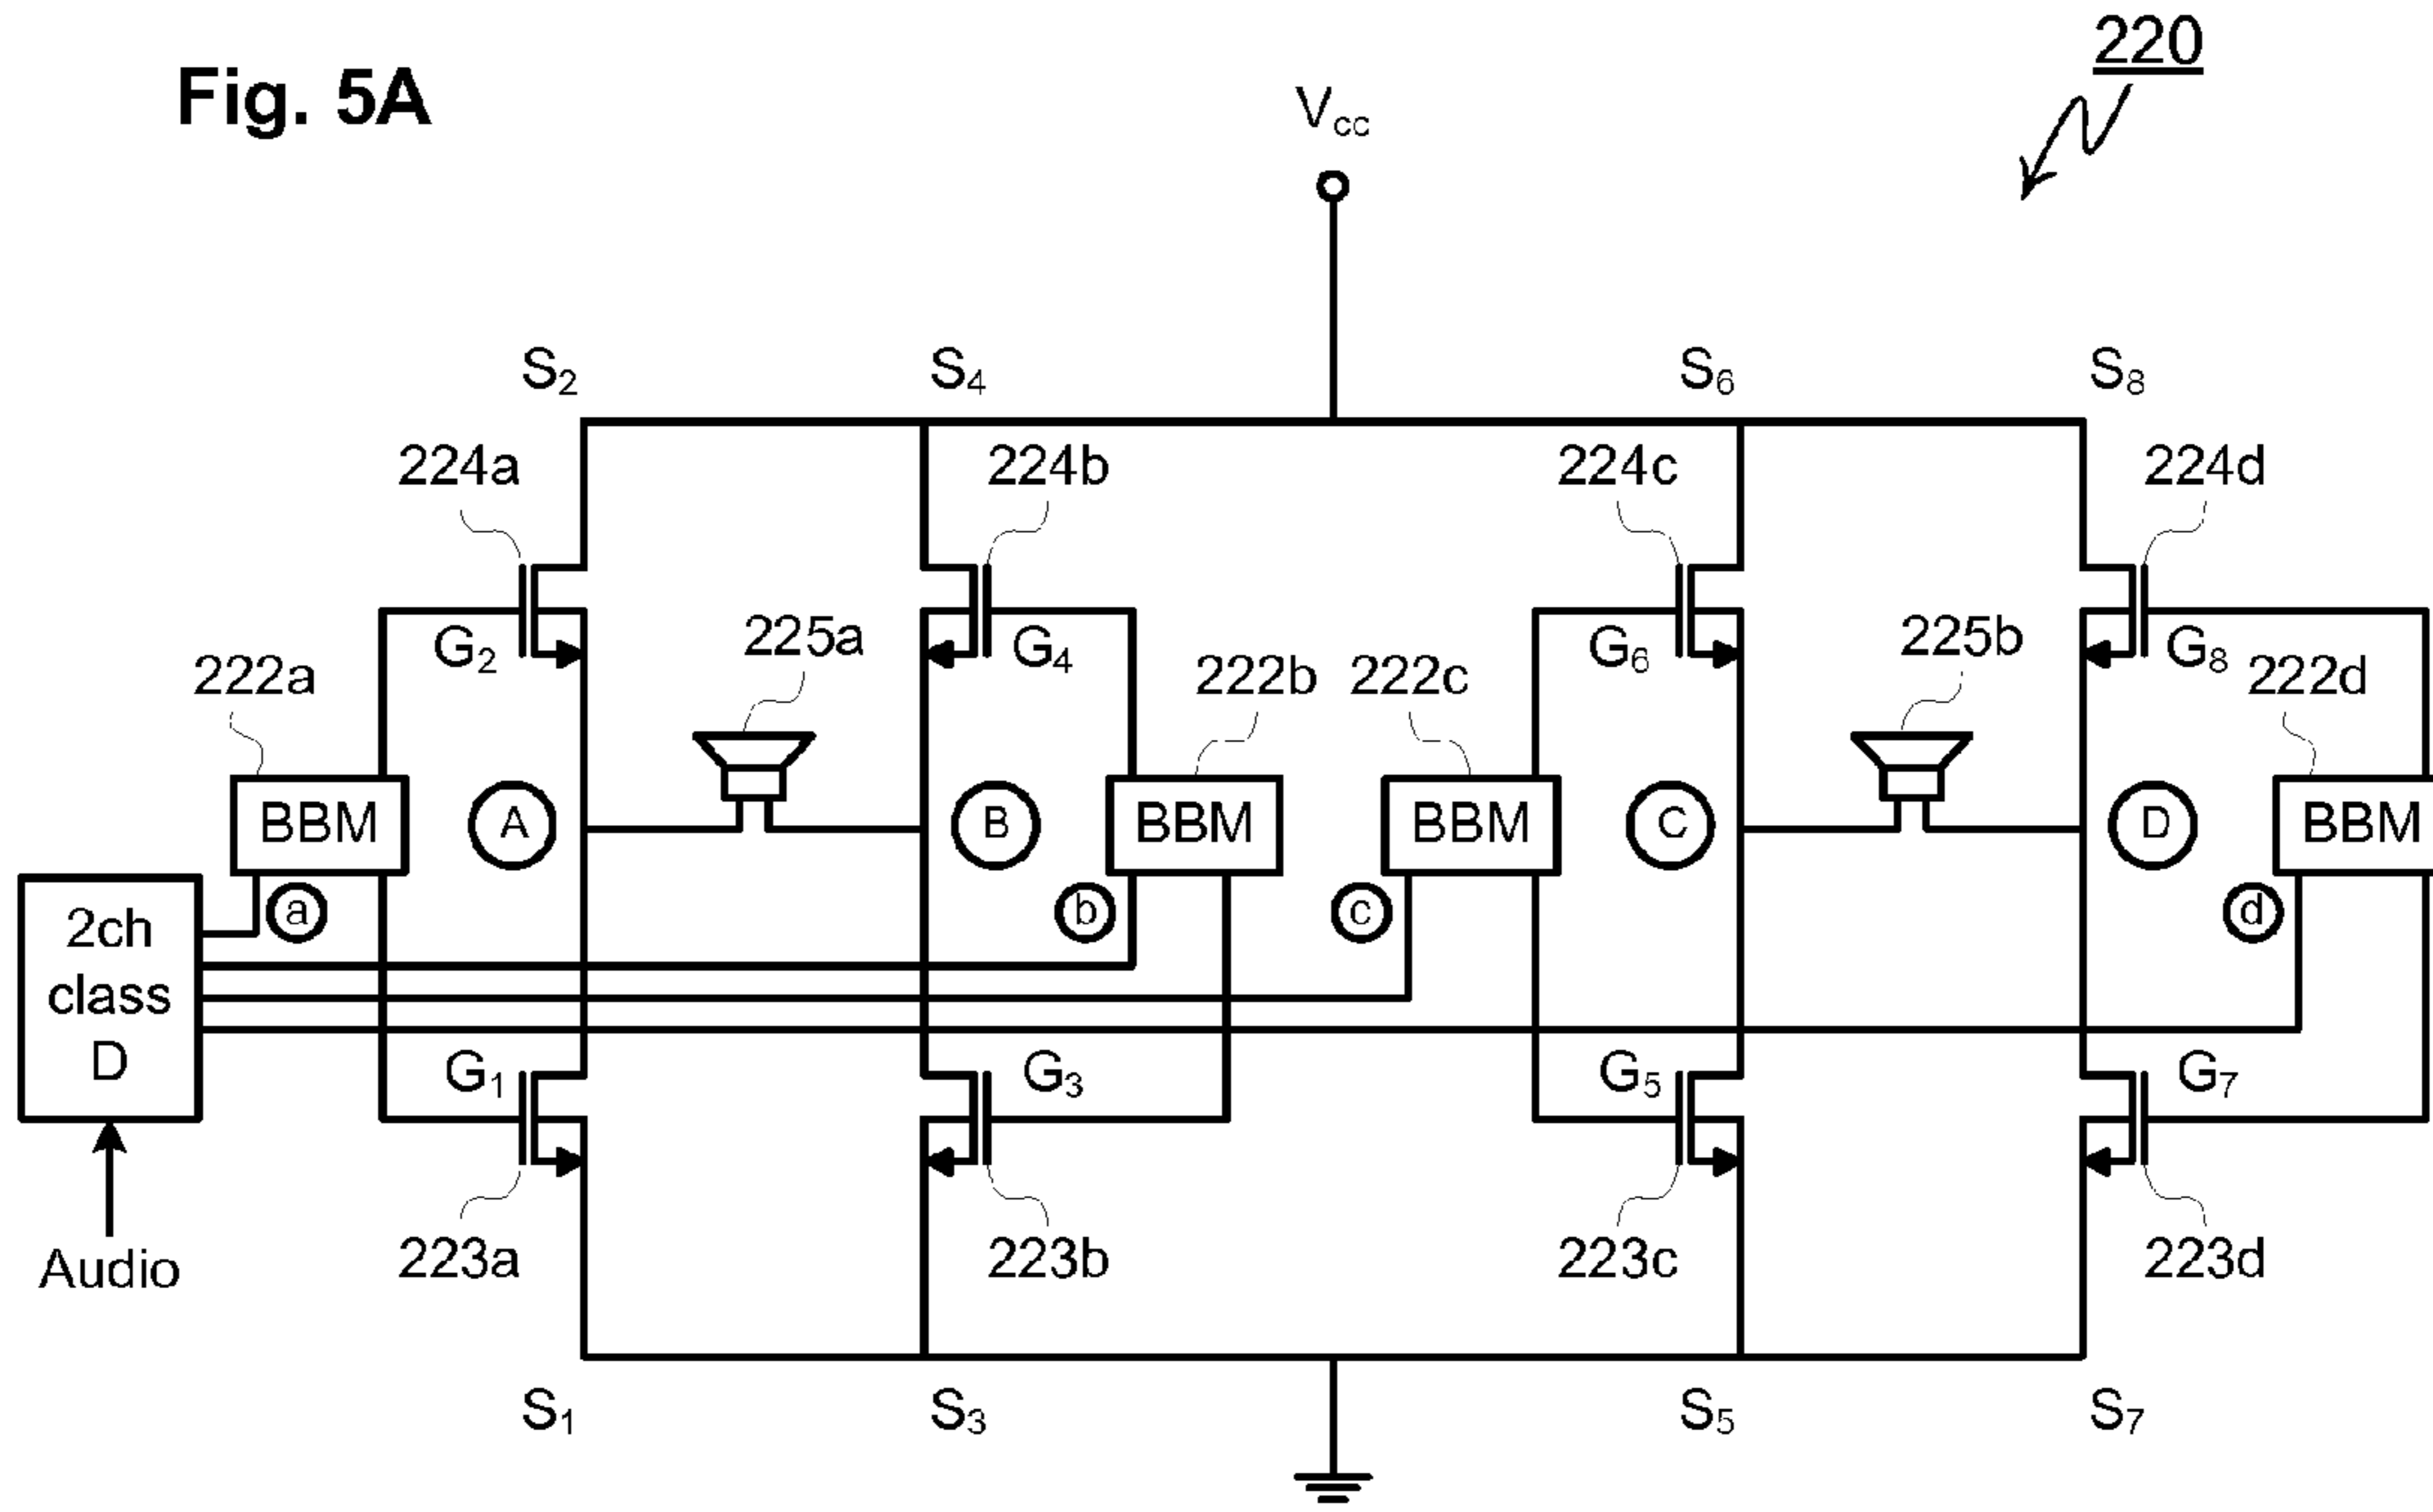 Fig. 5A
220
Vcc
S2 S4 S6 S8
224a 224b 224c 224d
G2 G4 G6 G8
222a 225a 222b 222c 225b 222d
BBM A B BBM BBM C D BBM
a b c d
2ch
class
D
G1 G3 G5 G7
Audio
223a 223b 223c 223d
S1 S3 S5 S7